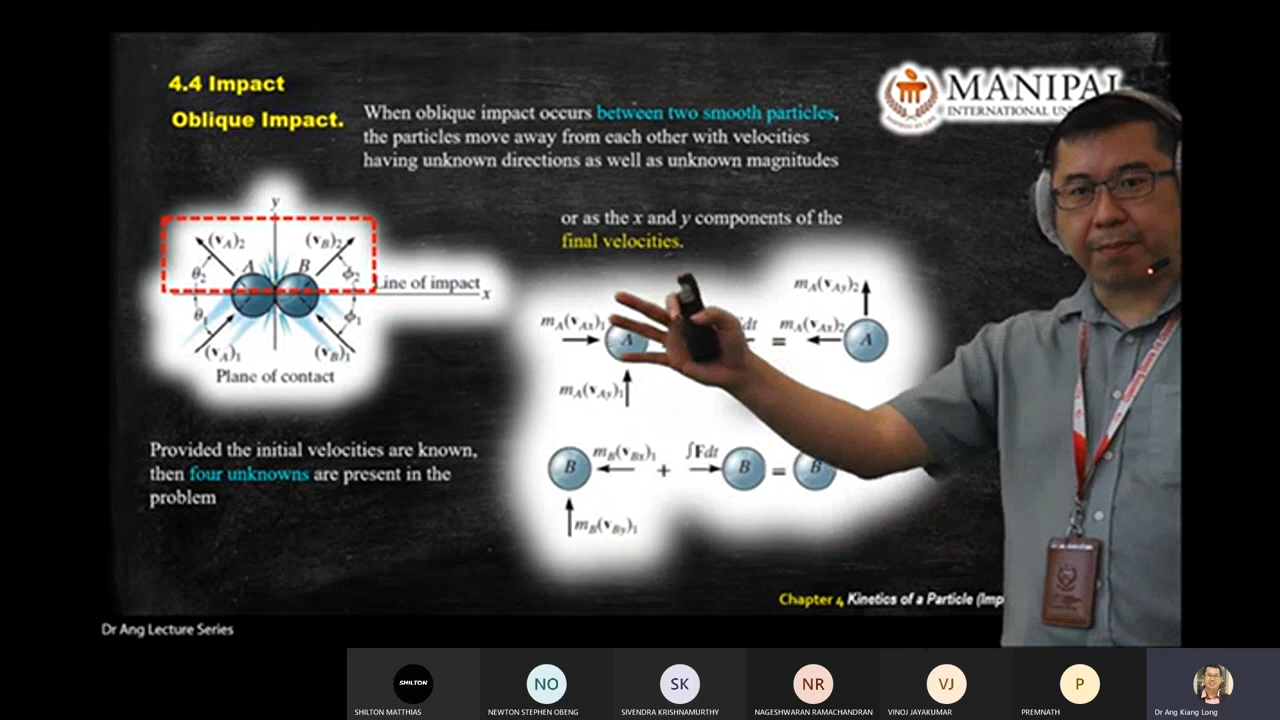 4.4 Impact
Oblique Impact.
When oblique impact occurs between two smooth particles,
the particles move away from each other with velocities
having unknown directions as well as unknown magnitudes
MANIPAL
INTERNATIONAL
or as the x and y components of the
final velocities.
y
(vA)2
(vB)2
θ2
A
B
ϕ2
Line of impact
x
θ1
ϕ1
(vA)1
(vB)1
Plane of contact
mA(vAx)1
A
dt
=
mA(vAx)2
mA(vAy)2
A
mA(vAy)1
Provided the initial velocities are known,
then four unknowns are present in the
problem
B
mB(vBx)1
+
∫Fdt
B
=
B
mB(vBy)1
Chapter 4 Kinetics of a Particle (Imp
Dr Ang Lecture Series
SHILTON
NO
SK
NR
VJ
P
SHILTON MATTHIAS
NEWTON STEPHEN OBENG
SIVENDRA KRISHNAMURTHY
NAGESHWARAN RAMACHANDRAN
VINOJ JAYAKUMAR
PREMNATH
Dr Ang Kiang Long